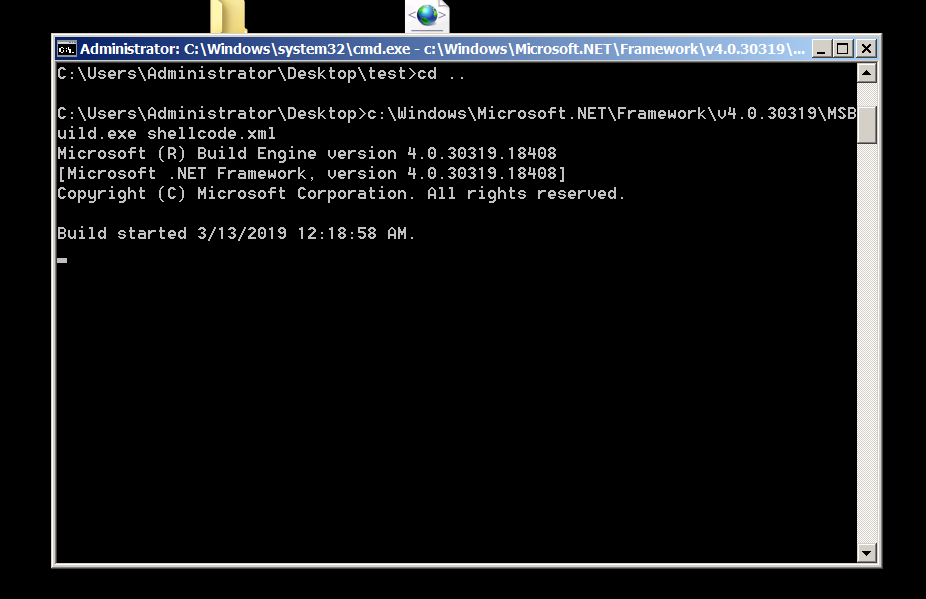 Administrator: C:\Windows\system32\cmd.exe - c:\Windows\Microsoft.NET\Framework\v4.0.30319\...
C:\Users\Administrator\Desktop\test>cd ..
C:\Users\Administrator\Desktop>c:\Windows\Microsoft.NET\Framework\v4.0.30319\MSB
uild.exe shellcode.xml
Microsoft (R) Build Engine version 4.0.30319.18408
[Microsoft .NET Framework, version 4.0.30319.18408]
Copyright (C) Microsoft Corporation. All rights reserved.
Build started 3/13/2019 12:18:58 AM.